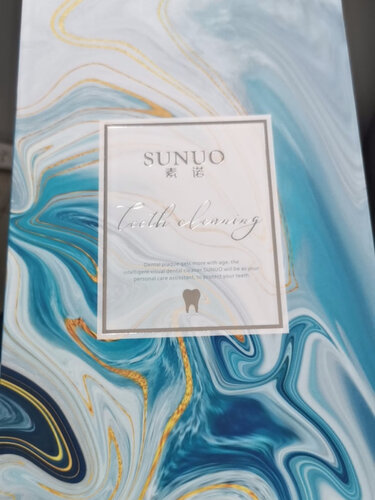 SUNUO
素诺
Teeth cleaning
Dental plaque gets more with age, the
intelligent visual dental cleaner SUNUO will be as your
personal care assistant, to protect your teeth